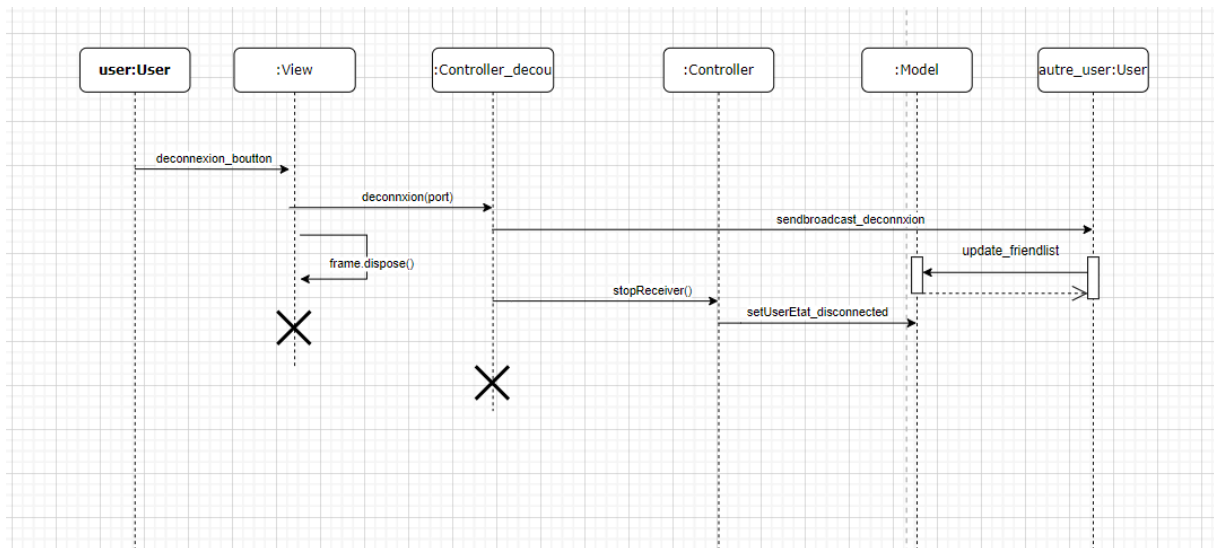 user:User
:View
:Controller_decou
:Controller
:Model
autre_user:User
deconnexion_boutton
deconnxion(port)
sendbroadcast_deconnxion
update_friendlist
frame.dispose()
stopReceiver()
setUserEtat_disconnected